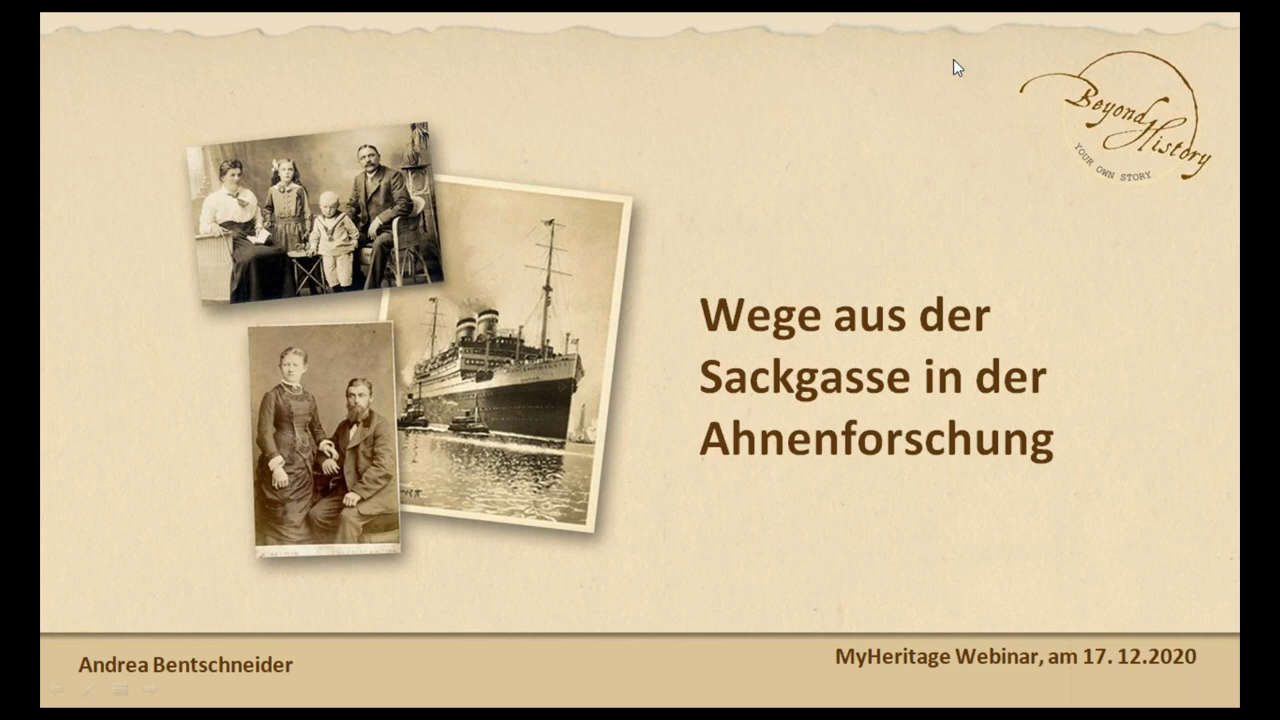 Beyond
History
YOUR OWN STORY
Wege aus der
Sackgasse in der
Ahnenforschung
Andrea Bentschneider
MyHeritage Webinar, am 17. 12.2020